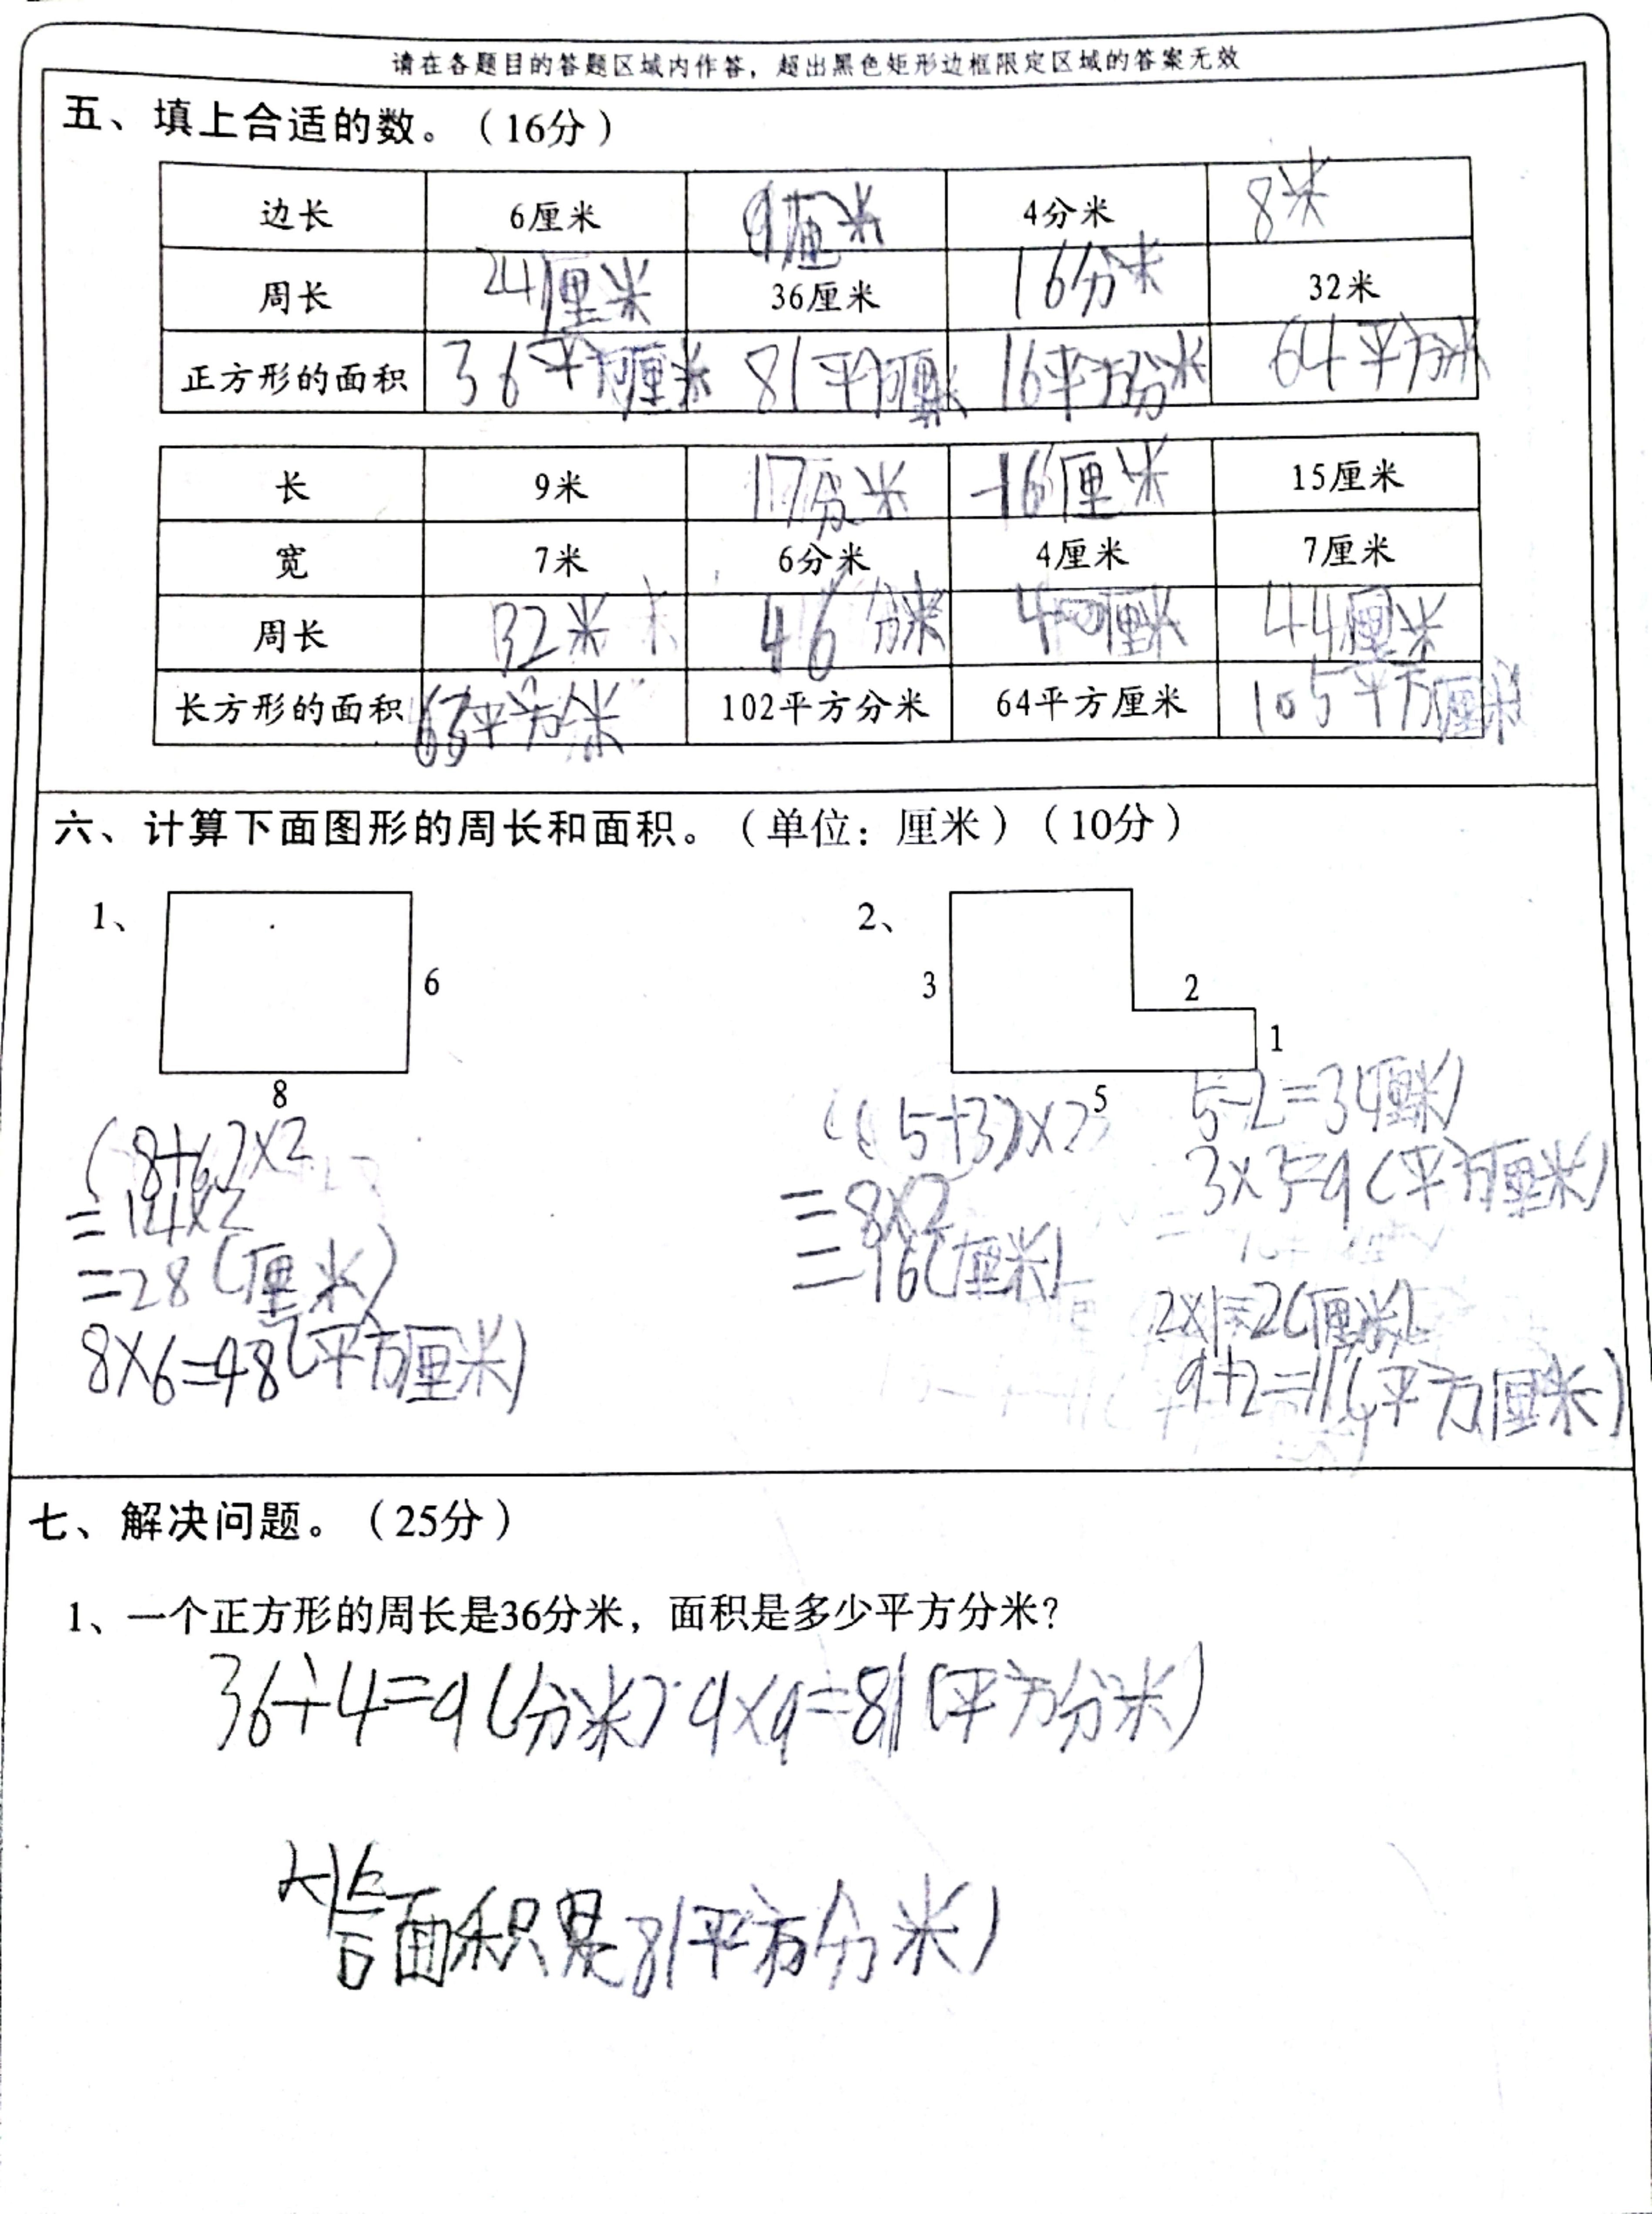 请在各题目的答题区域内作答，超出黑色矩形边框限定区域的答案无效
五、填上合适的数。（16分）
边长 6厘米 9厘米 4分米 8米
周长 24厘米 36厘米 16分米 32米
正方形的面积 36平方厘米 81平方厘米 16平方分米 64平方米
长 9米 17分米 16厘米 15厘米
宽 7米 6分米 4厘米 7厘米
周长 32米 46分米 40厘米 44厘米
长方形的面积 63平方米 102平方分米 64平方厘米 105平方厘米
六、计算下面图形的周长和面积。（单位：厘米）（10分）
1、
6
8
(8+6)×2
=14×2
=28(厘米)
8×6=48(平方厘米)
2、
3
2
1
5
(5+3)×2
=8×2
=16(厘米)
5-2=3(厘米)
3×3=9(平方厘米)
2×1=2(厘米)
9+2=11(平方厘米)
七、解决问题。（25分）
1、一个正方形的周长是36分米，面积是多少平方分米？
36÷4=9(分米) 9×9=81(平方分米)
面积是81平方分米)